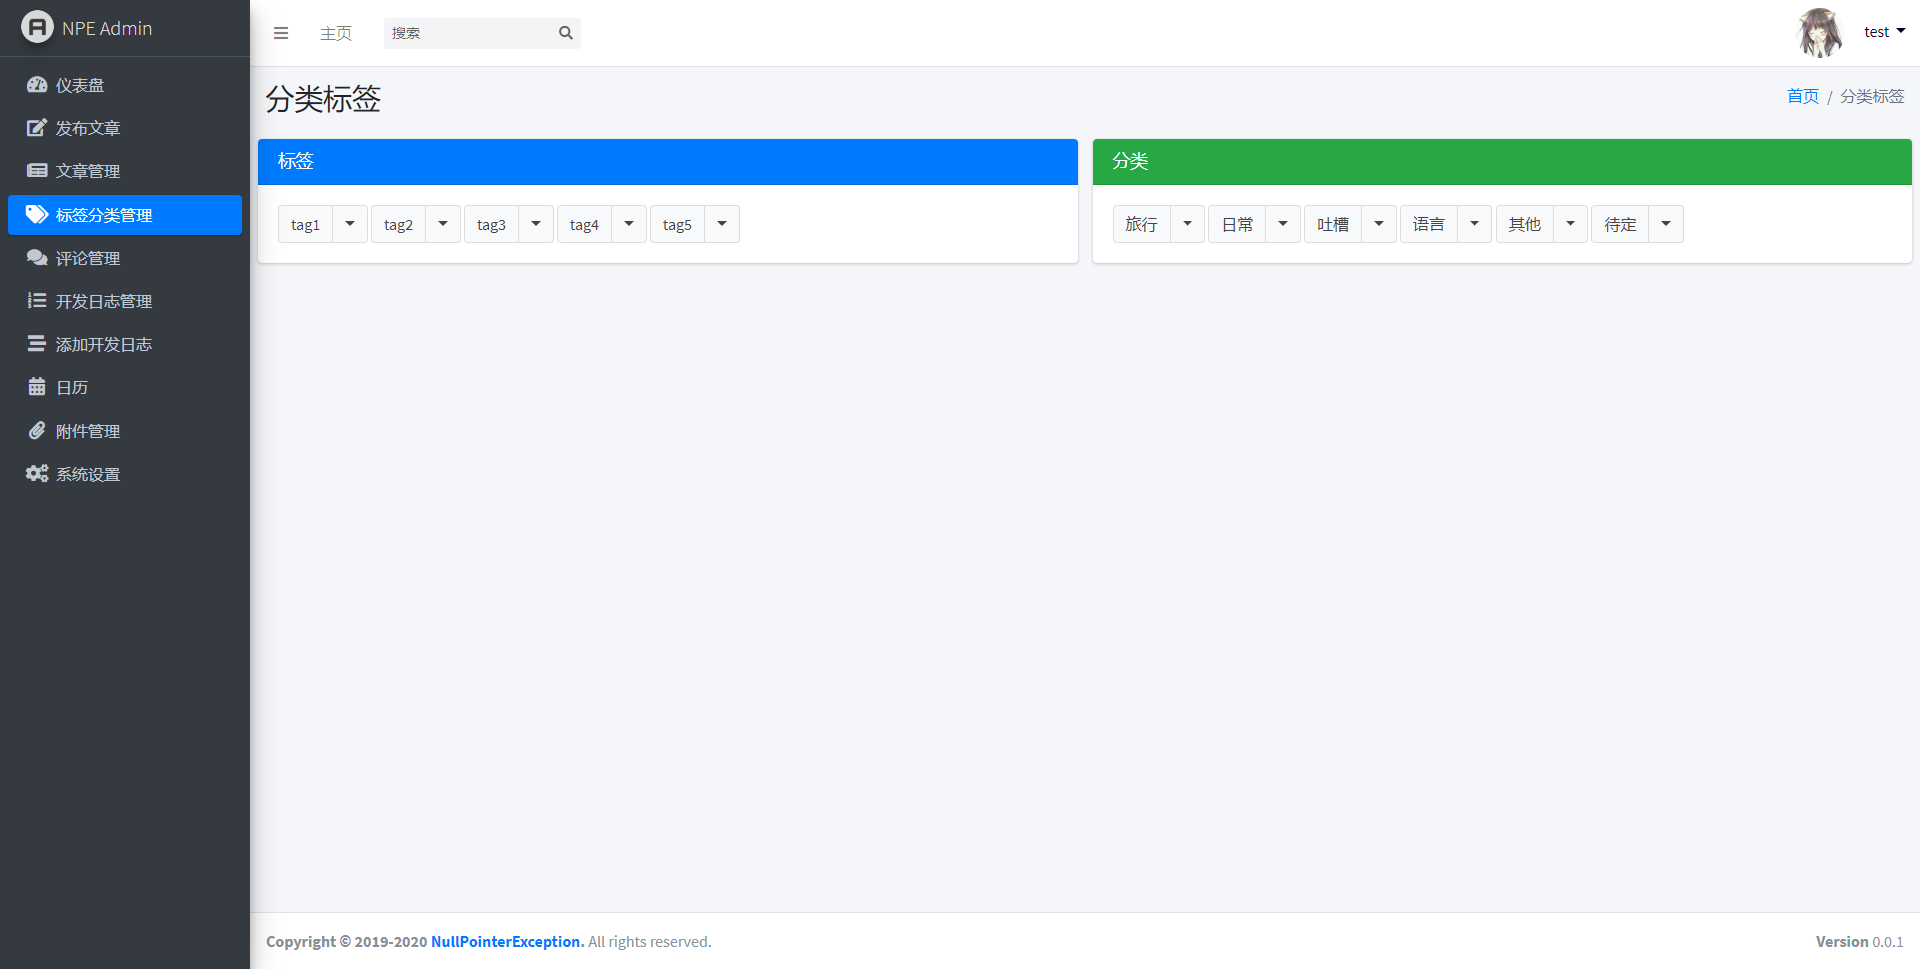 NPE Admin
仪表盘
发布文章
文章管理
标签分类管理
评论管理
开发日志管理
添加开发日志
日历
附件管理
系统设置
主页
搜索
test
分类标签
首页 / 分类标签
标签
tag1 tag2 tag3 tag4 tag5
分类
旅行 日常 吐槽 语言 其他 待定
Copyright © 2019-2020 NullPointerException. All rights reserved.
Version 0.0.1